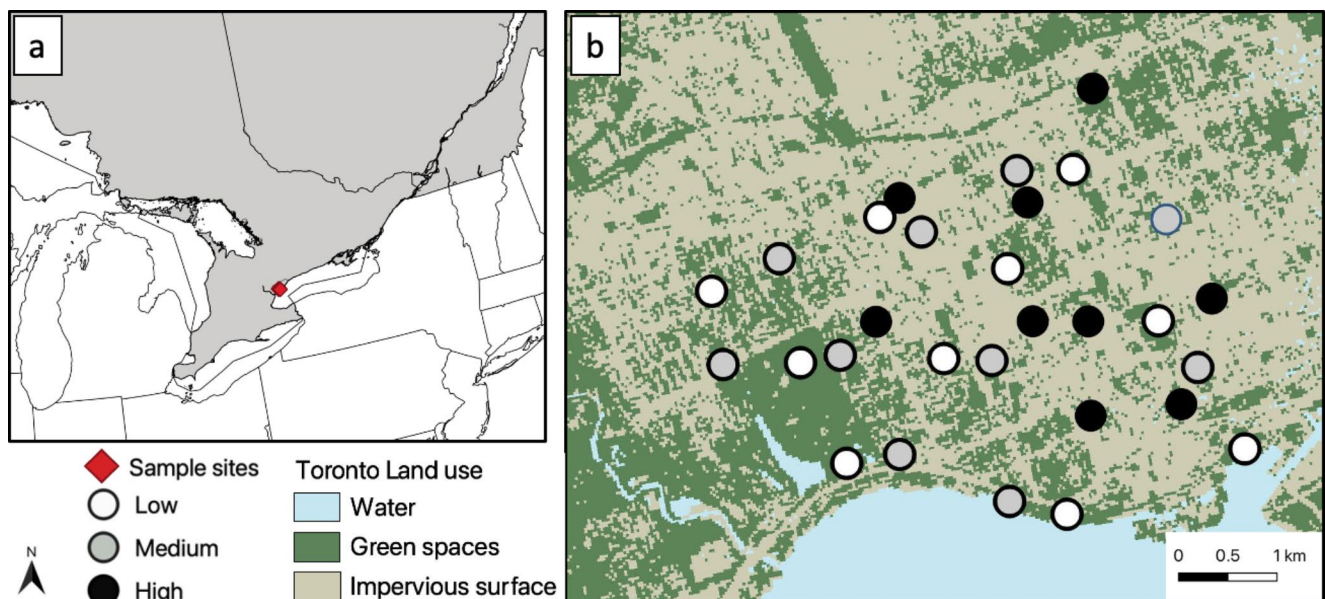 a
b
Sample sites
Low
Medium
High
N
Toronto Land use
Water
Green spaces
Impervious surface
0 0.5 1 km